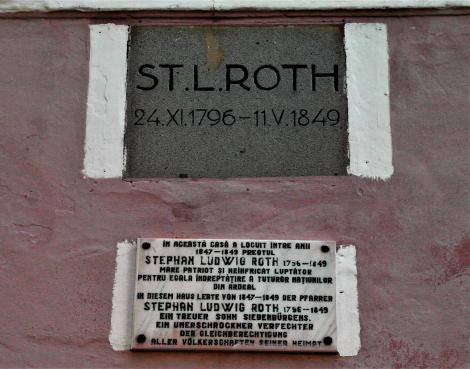 ST.L.ROTH
24.XI.1796–11.V.1849
ÎN ACEASTĂ CASĂ A LOCUIT ÎNTRE ANII
1847-1849 PREOTUL
STEPHAN LUDWIG ROTH 1796-1849
MARE PATRIOT ȘI NEÎNFRICAT LUPTĂTOR
PENTRU EGALA ÎNDREPTĂȚIRE A TUTUROR NAȚIUNILOR
DIN ARDEAL
IN DIESEM HAUS LEBTE VON 1847-1849 DER PFARRER
STEPHAN LUDWIG ROTH 1796-1849
EIN TREUER SOHN SIEBENBÜRGENS,
EIN UNERSCHROCKNER VERFECHTER
DER GLEICHBERECHTIGUNG
ALLER VÖLKERSCHAFTEN SEINER HEIMAT